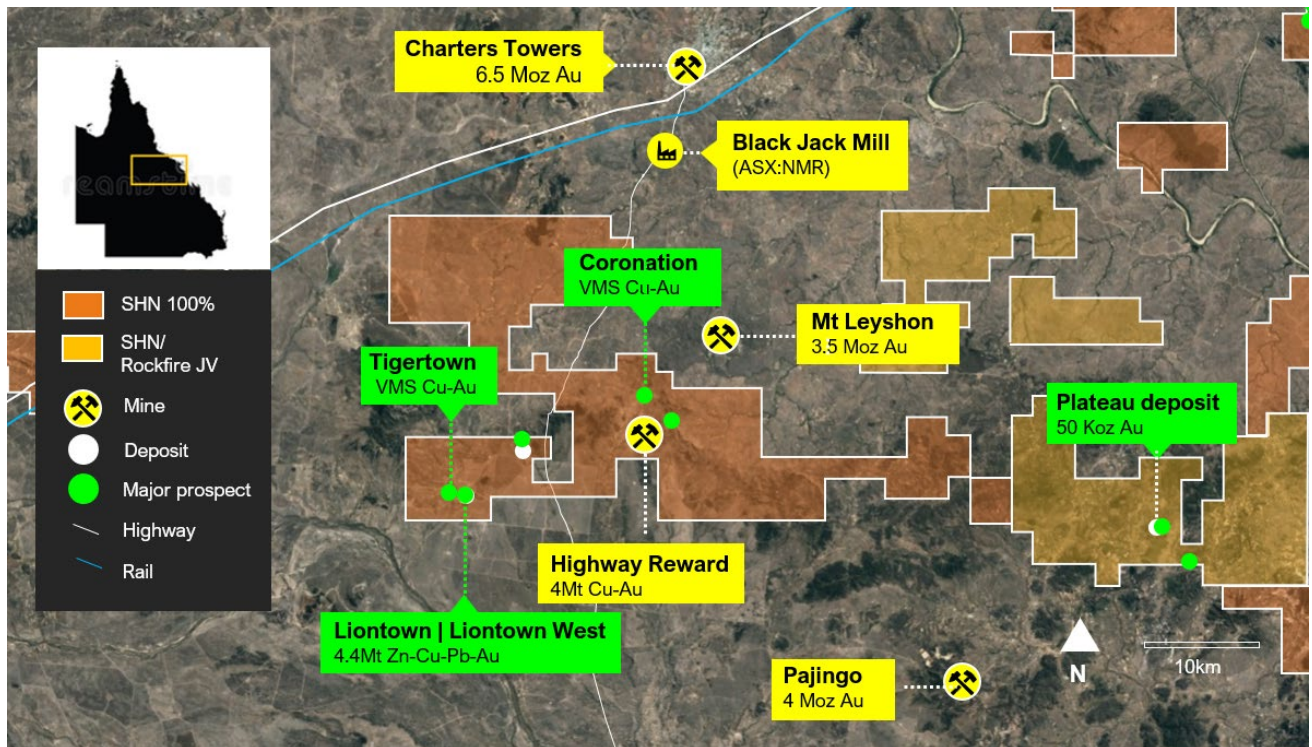 Charters Towers
6.5 Moz Au
Black Jack Mill
(ASX:NMR)
Coronation
VMS Cu-Au
Mt Leyshon
3.5 Moz Au
Tigertown
VMS Cu-Au
Plateau deposit
50 Koz Au
Highway Reward
4Mt Cu-Au
Liontown | Liontown West
4.4Mt Zn-Cu-Pb-Au
Pajingo
4 Moz Au
N
10km
SHN 100%
SHN/
Rockfire JV
Mine
Deposit
Major prospect
Highway
Rail